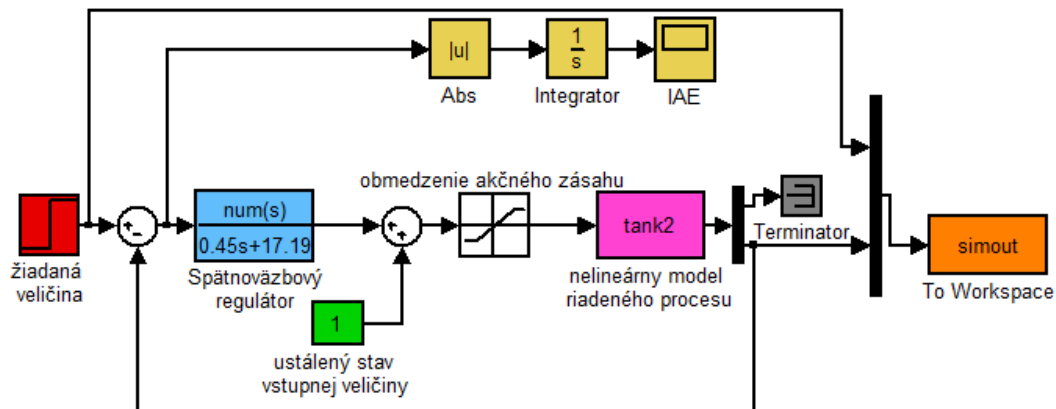 |u|
1
s
Abs
Integrator
IAE
obmedzenie akčného zásahu
num(s)
0.45s+17.19
tank2
Terminator
simout
žiadaná
veličina
Spätnoväzbový
regulátor
nelineárny model
riadeného procesu
To Workspace
1
ustálený stav
vstupnej veličiny